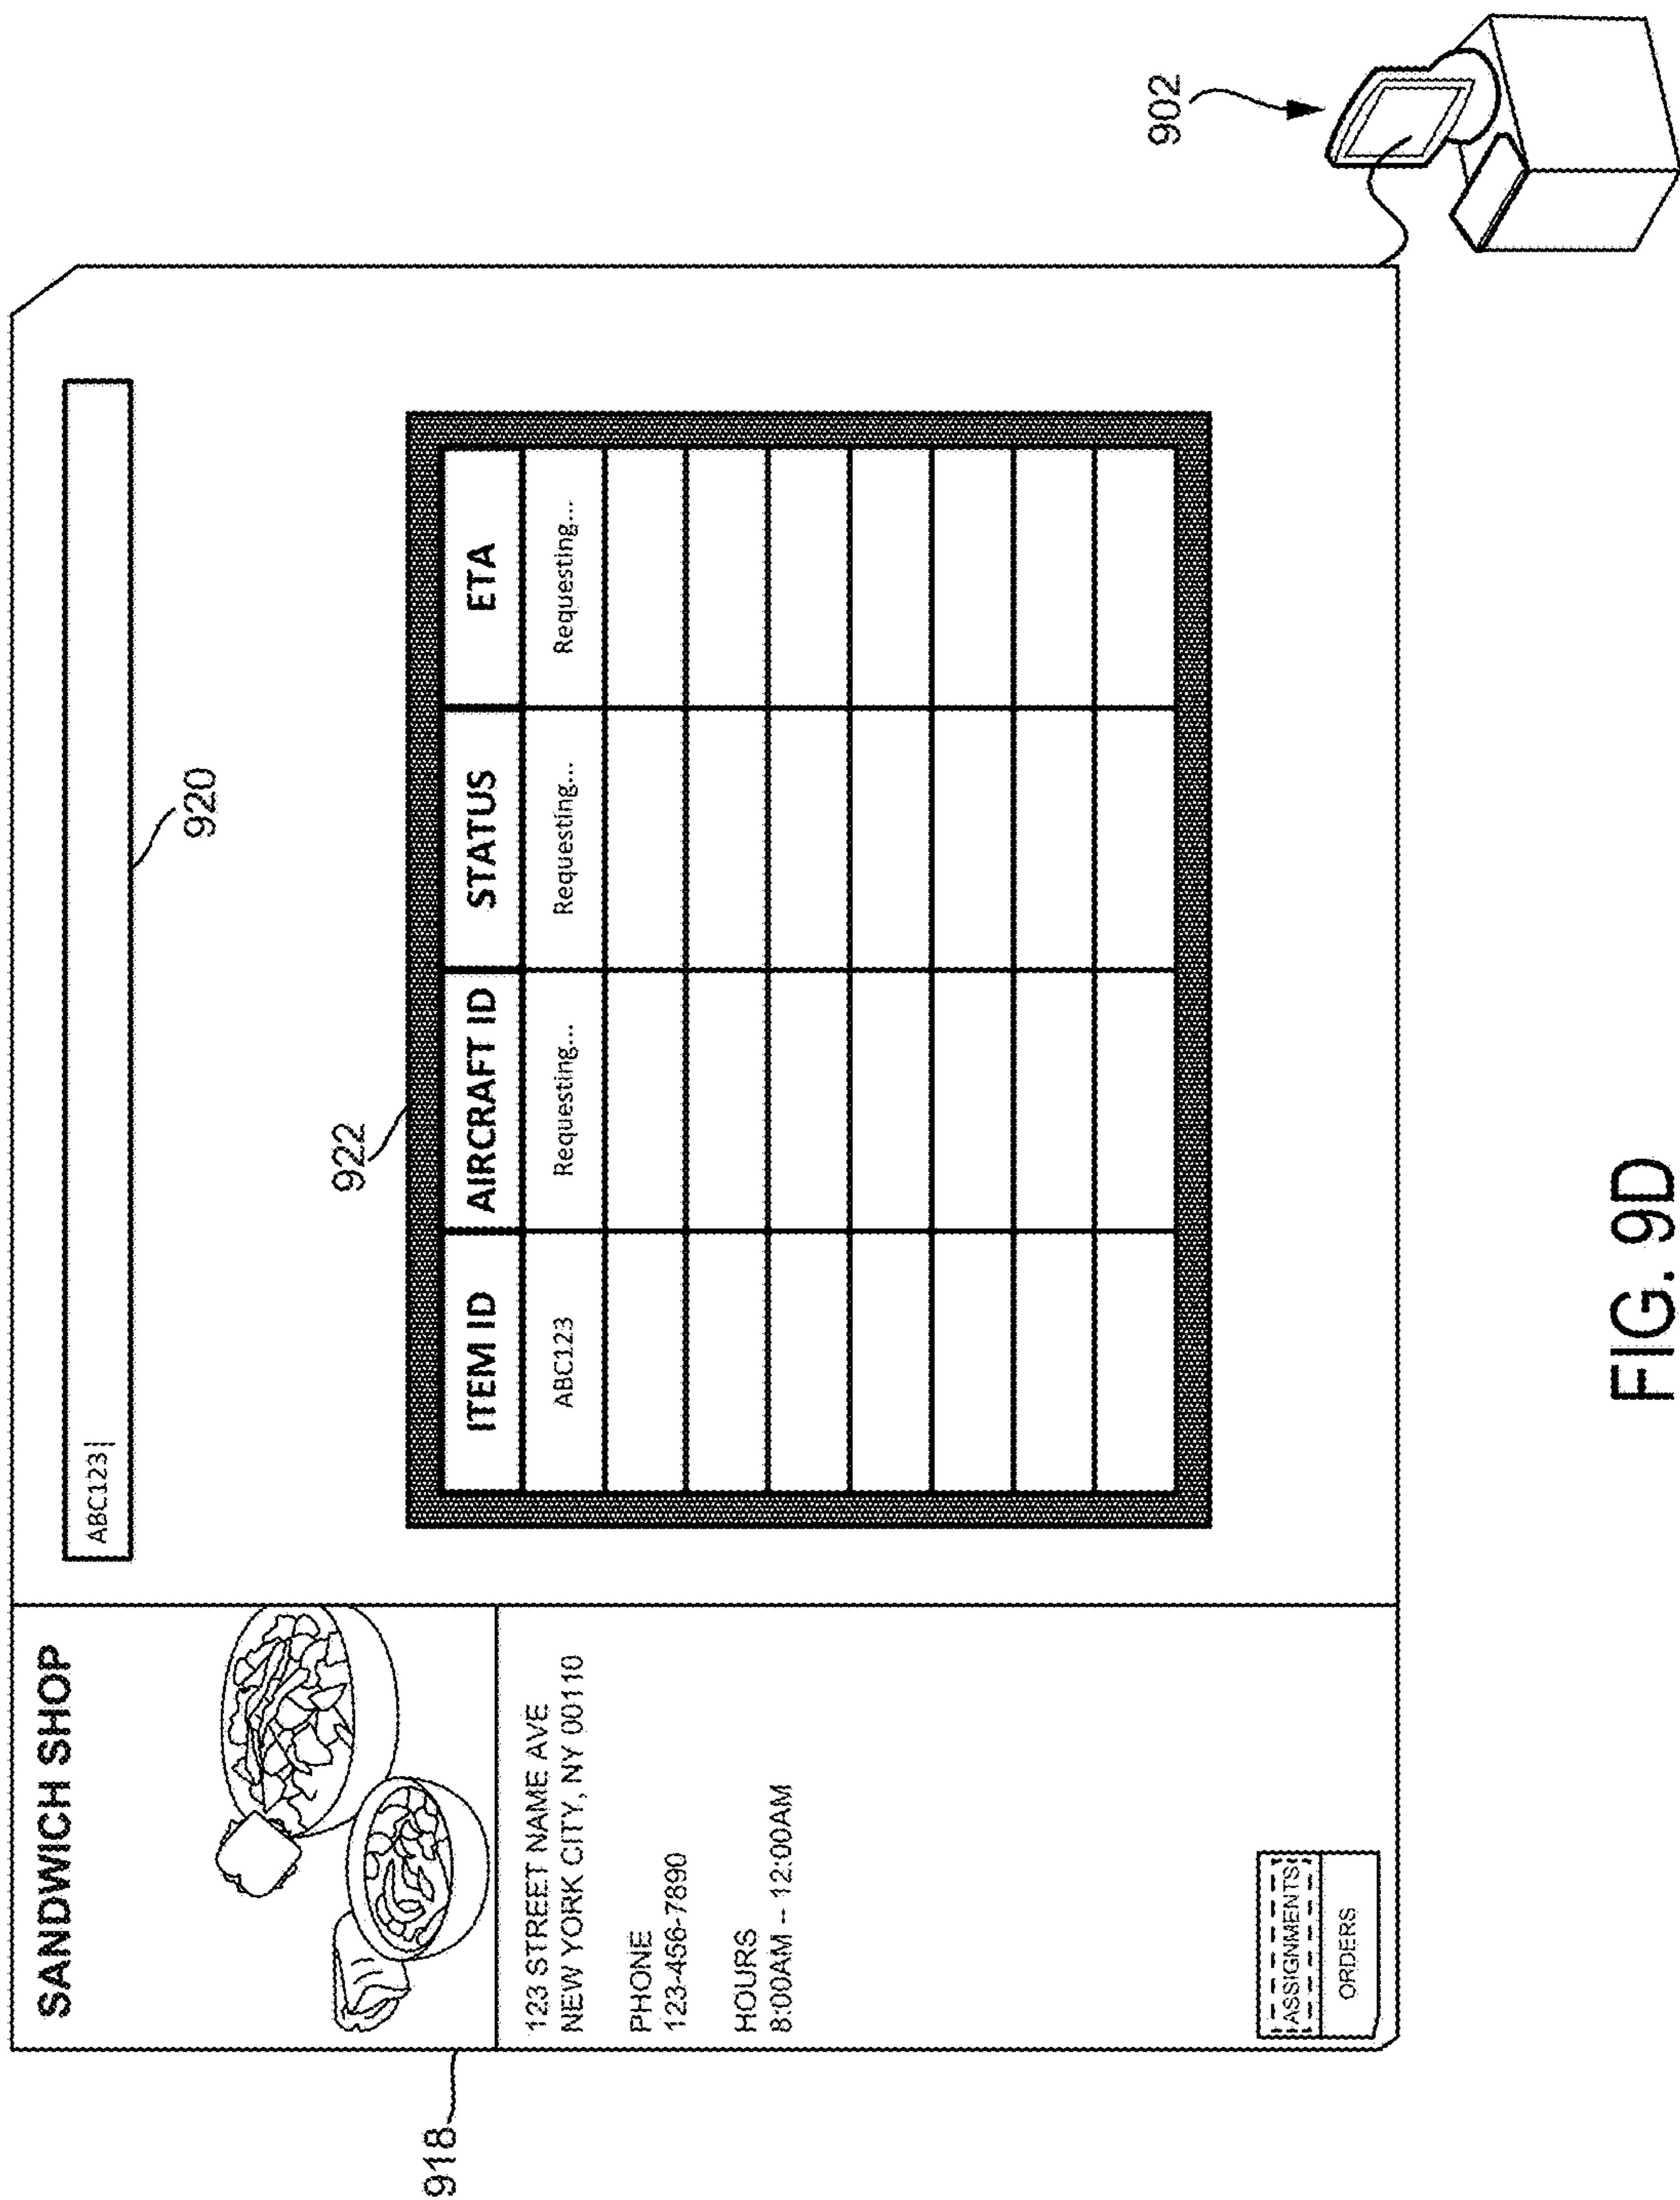 SANDWICH SHOP
918
123 STREET NAME AVE
NEW YORK CITY, NY 00110
PHONE
123-456-7890
HOURS
8:00AM -- 12:00AM
ASSIGNMENTS
ORDERS
ABC123
920
922
ITEM ID AIRCRAFT ID STATUS ETA
ABC123 Requesting... Requesting... Requesting...
902
FIG. 9D